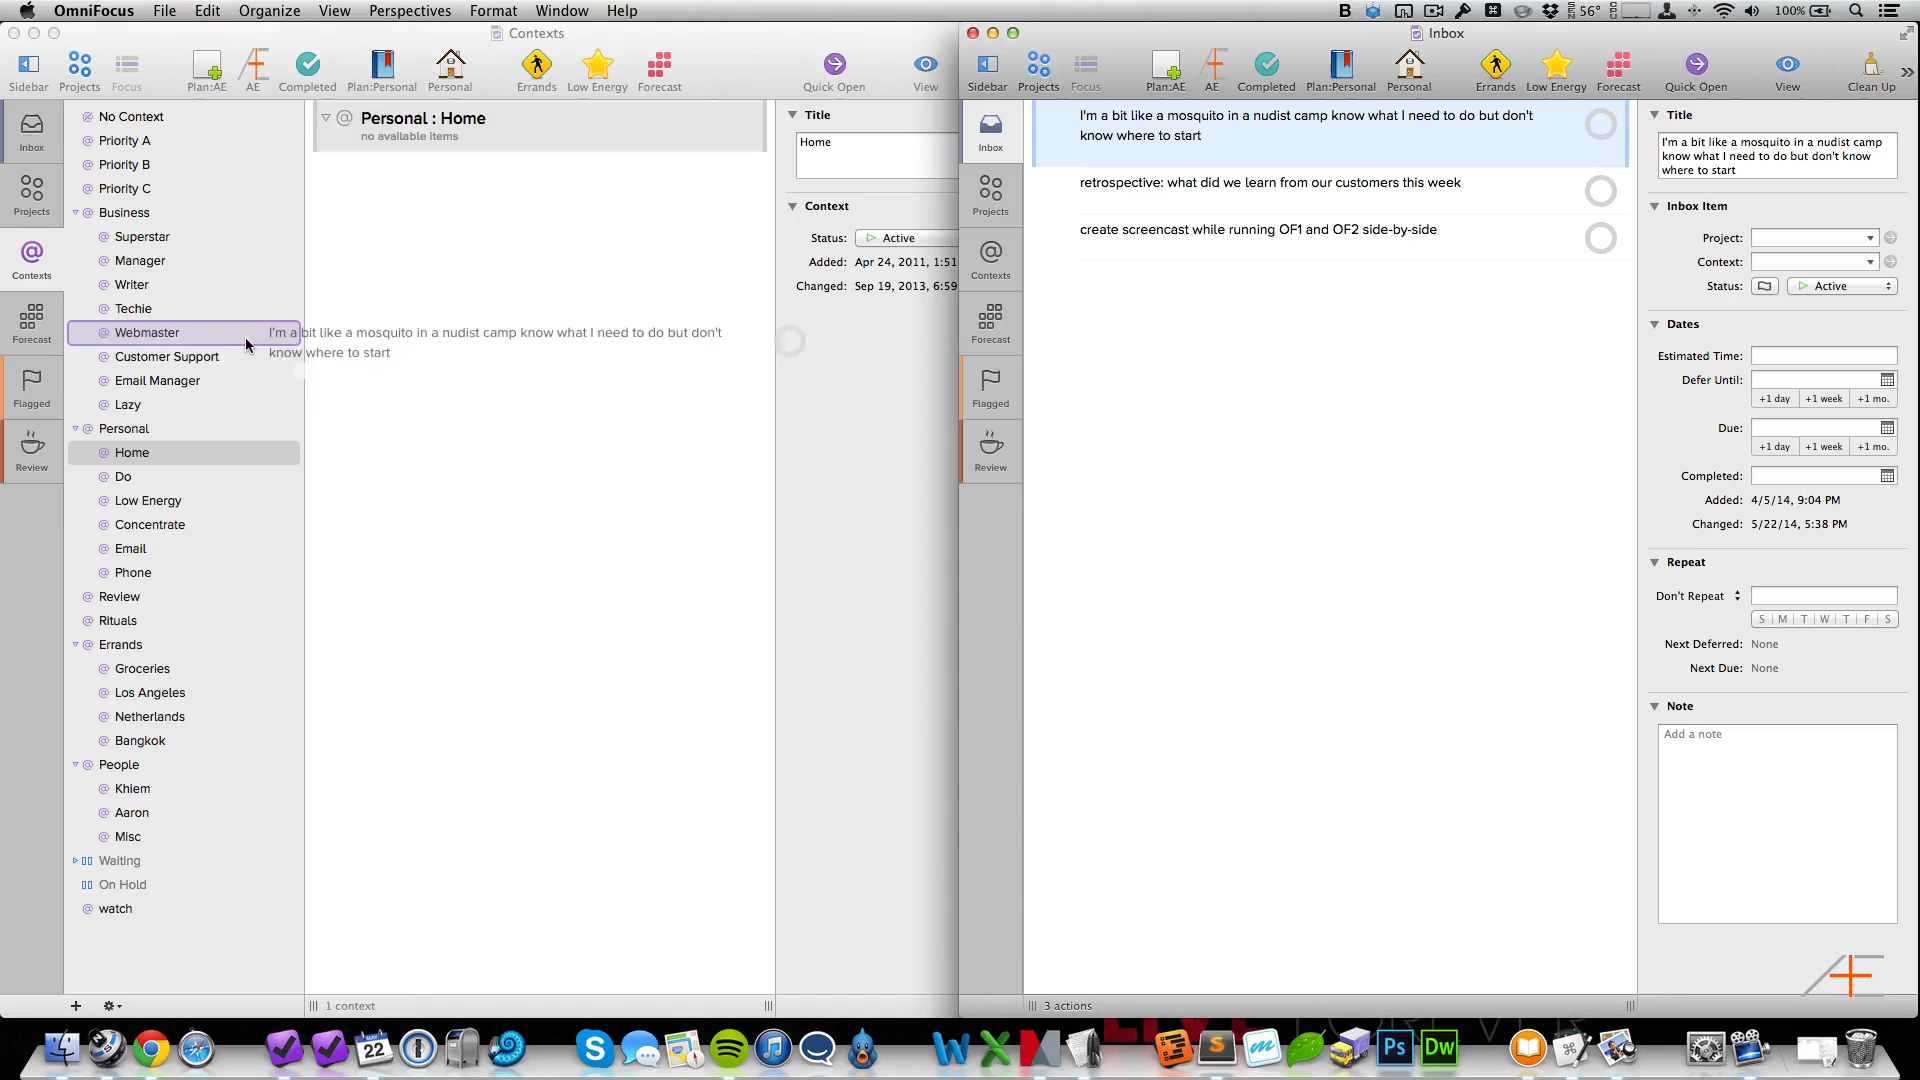 OmniFocus File Edit Organize View Perspectives Format Window Help
56° 100%
Contexts
Sidebar Projects Focus Plan:AE AE Completed Plan:Personal Personal Errands Low Energy Forecast Quick Open View
Inbox
Projects
Contexts
Forecast
Flagged
Review
No Context
Priority A
Priority B
Priority C
Business
Superstar
Manager
Writer
Techie
Webmaster
Customer Support
Email Manager
Lazy
Personal
Home
Do
Low Energy
Concentrate
Email
Phone
Review
Rituals
Errands
Groceries
Los Angeles
Netherlands
Bangkok
People
Khiem
Aaron
Misc
Waiting
On Hold
watch
Personal : Home
no available items
I'm a bit like a mosquito in a nudist camp know what I need to do but don't
know where to start
1 context
Title
Home
Context
Status: Active
Added: Apr 24, 2011, 1:51
Changed: Sep 19, 2013, 6:59
Inbox
Sidebar Projects Focus Plan:AE AE Completed Plan:Personal Personal Errands Low Energy Forecast Quick Open View Clean Up
Inbox
Projects
Contexts
Forecast
Flagged
Review
I'm a bit like a mosquito in a nudist camp know what I need to do but don't
know where to start
retrospective: what did we learn from our customers this week
create screencast while running OF1 and OF2 side-by-side
3 actions
Title
I'm a bit like a mosquito in a nudist camp
know what I need to do but don't know
where to start
Inbox Item
Project:
Context:
Status: Active
Dates
Estimated Time:
Defer Until:
+1 day +1 week +1 mo.
Due:
+1 day +1 week +1 mo.
Completed:
Added: 4/5/14, 9:04 PM
Changed: 5/22/14, 5:38 PM
Repeat
Don't Repeat
S M T W T F S
Next Deferred: None
Next Due: None
Note
Add a note
Æ
MAY
22
Ps
Dw